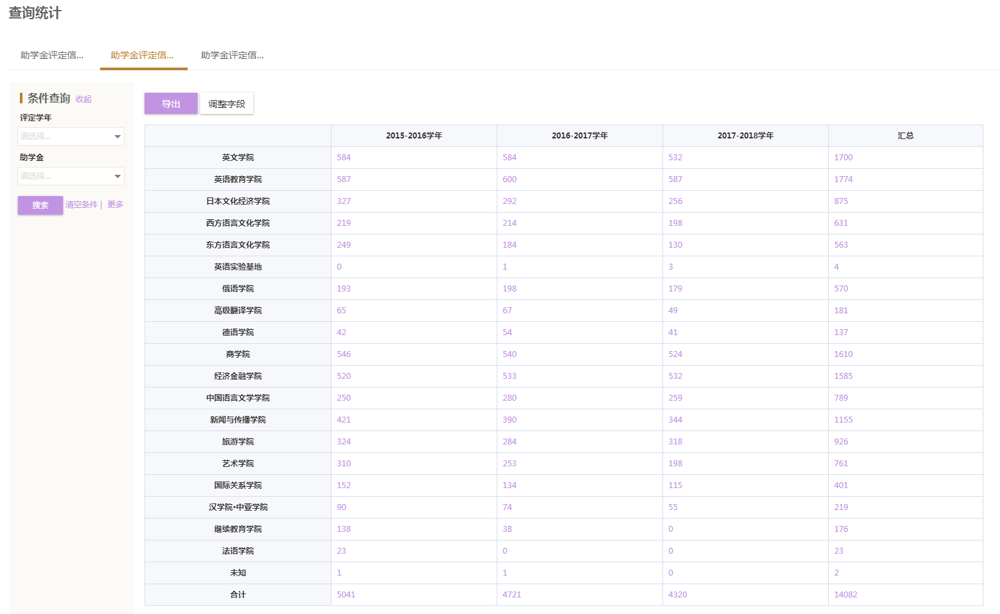 查询统计
助学金评定信... 助学金评定信... 助学金评定信...
条件查询 收起
评定学年
请选择...
助学金
请选择...
搜索 清空条件 | 更多
导出 调整字段
2015-2016学年 2016-2017学年 2017-2018学年 汇总
英文学院 584 584 532 1700
英语教育学院 587 600 587 1774
日本文化经济学院 327 292 256 875
西方语言文化学院 219 214 198 631
东方语言文化学院 249 184 130 563
英语实验基地 0 1 3 4
俄语学院 193 198 179 570
高级翻译学院 65 67 49 181
德语学院 42 54 41 137
商学院 546 540 524 1610
经济金融学院 520 533 532 1585
中国语言文学学院 250 280 259 789
新闻与传播学院 421 390 344 1155
旅游学院 324 284 318 926
艺术学院 310 253 198 761
国际关系学院 152 134 115 401
汉学院•中亚学院 90 74 55 219
继续教育学院 138 38 0 176
法语学院 23 0 0 23
未知 1 1 0 2
合计 5041 4721 4320 14082